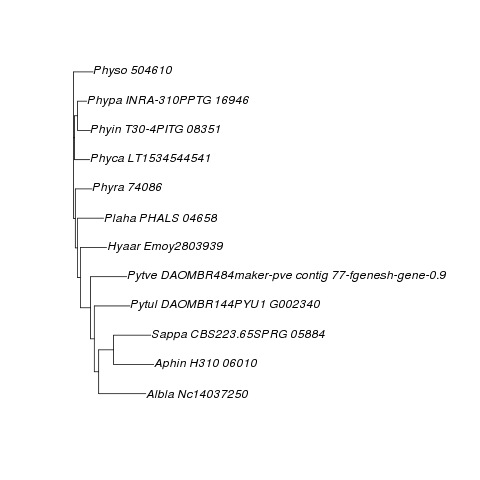 Physo 504610
Phypa INRA-310PPTG 16946
Phyin T30-4PITG 08351
Phyca LT1534544541
Phyra 74086
Plaha PHALS 04658
Hyaar Emoy2803939
Pytve DAOMBR484maker-pve contig 77-fgenesh-gene-0.9
Pytul DAOMBR144PYU1 G002340
Sappa CBS223.65SPRG 05884
Aphin H310 06010
Albla Nc14037250